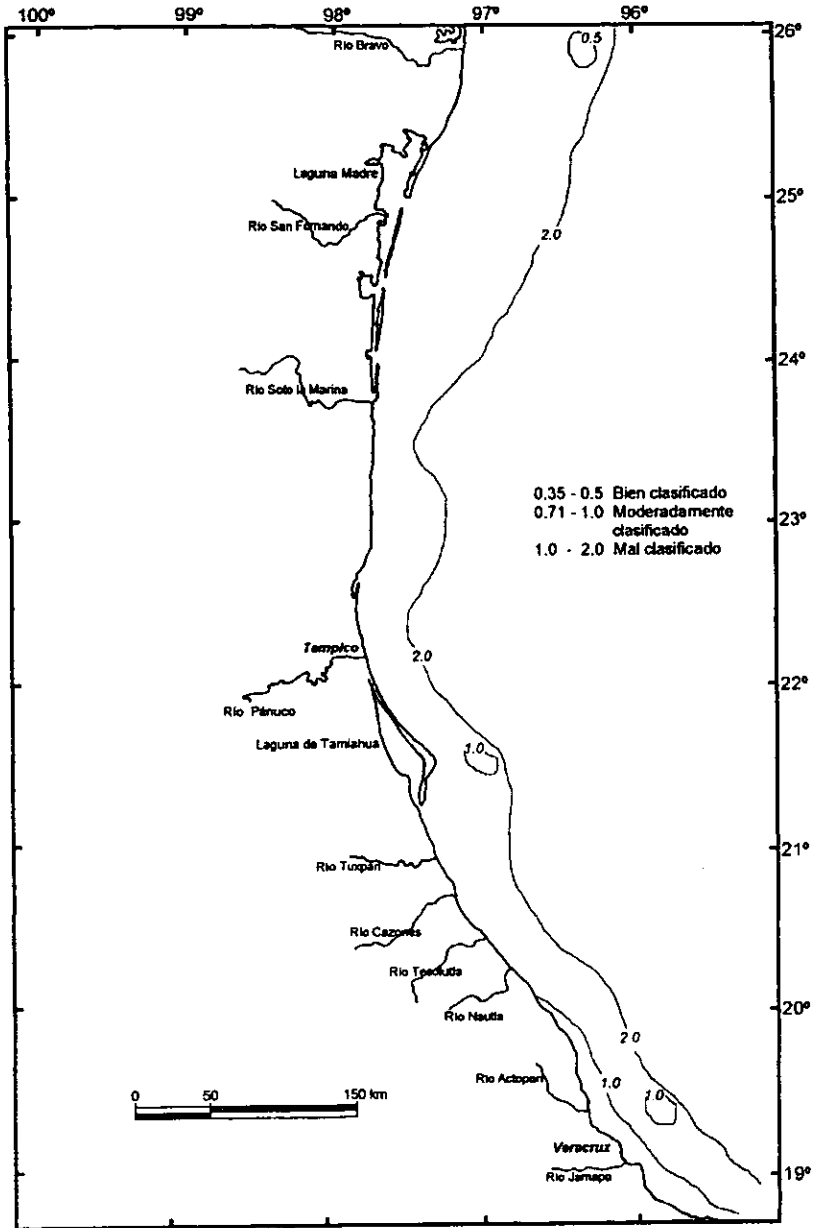 100° 99° 98° 97° 96°
26°
0.5
Río Bravo
Laguna Madre
25°
Río San Fernando
2.0
24°
Río Soto la Marina
0.35 - 0.5 Bien clasificado
0.71 - 1.0 Moderadamente
clasificado
1.0 - 2.0 Mal clasificado
23°
Tampico
2.0
22°
Río Pánuco
Laguna de Tamiahua
1.0
21°
Río Tuxpan
Río Cazones
Río Tecolutla
Río Nautla
20°
2.0
Río Actopan
1.0
1.0
0 50 150 km
Veracruz
Río Jamapa
19°